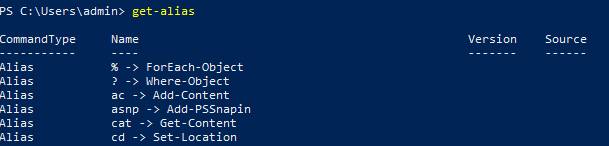 PS C:\Users\admin> get-alias
CommandType     Name                                               Version    Source
-----------     ----                                               -------    ------
Alias           % -> ForEach-Object
Alias           ? -> Where-Object
Alias           ac -> Add-Content
Alias           asnp -> Add-PSSnapin
Alias           cat -> Get-Content
Alias           cd -> Set-Location